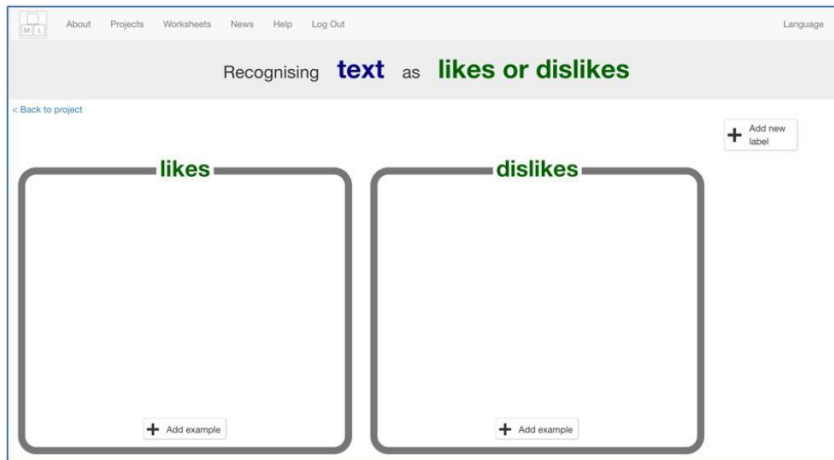 M L About Projects Worksheets News Help Log Out Language
Recognising text as likes or dislikes
< Back to project
+ Add new
label
likes dislikes
+ Add example + Add example